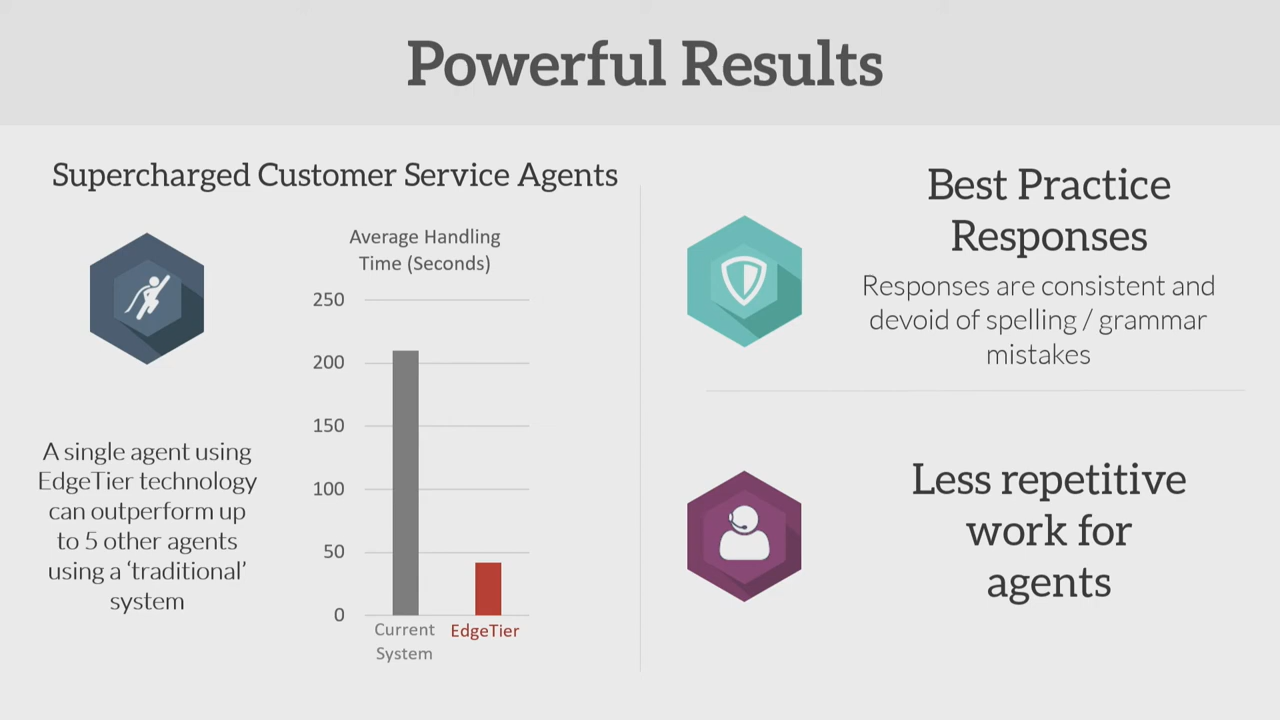 Powerful Results
Supercharged Customer Service Agents
A single agent using
EdgeTier technology
can outperform up
to 5 other agents
using a ‘traditional’
system
Average Handling
Time (Seconds)
250
200
150
100
50
0
Current
System
EdgeTier
Best Practice
Responses
Responses are consistent and
devoid of spelling / grammar
mistakes
Less repetitive
work for
agents